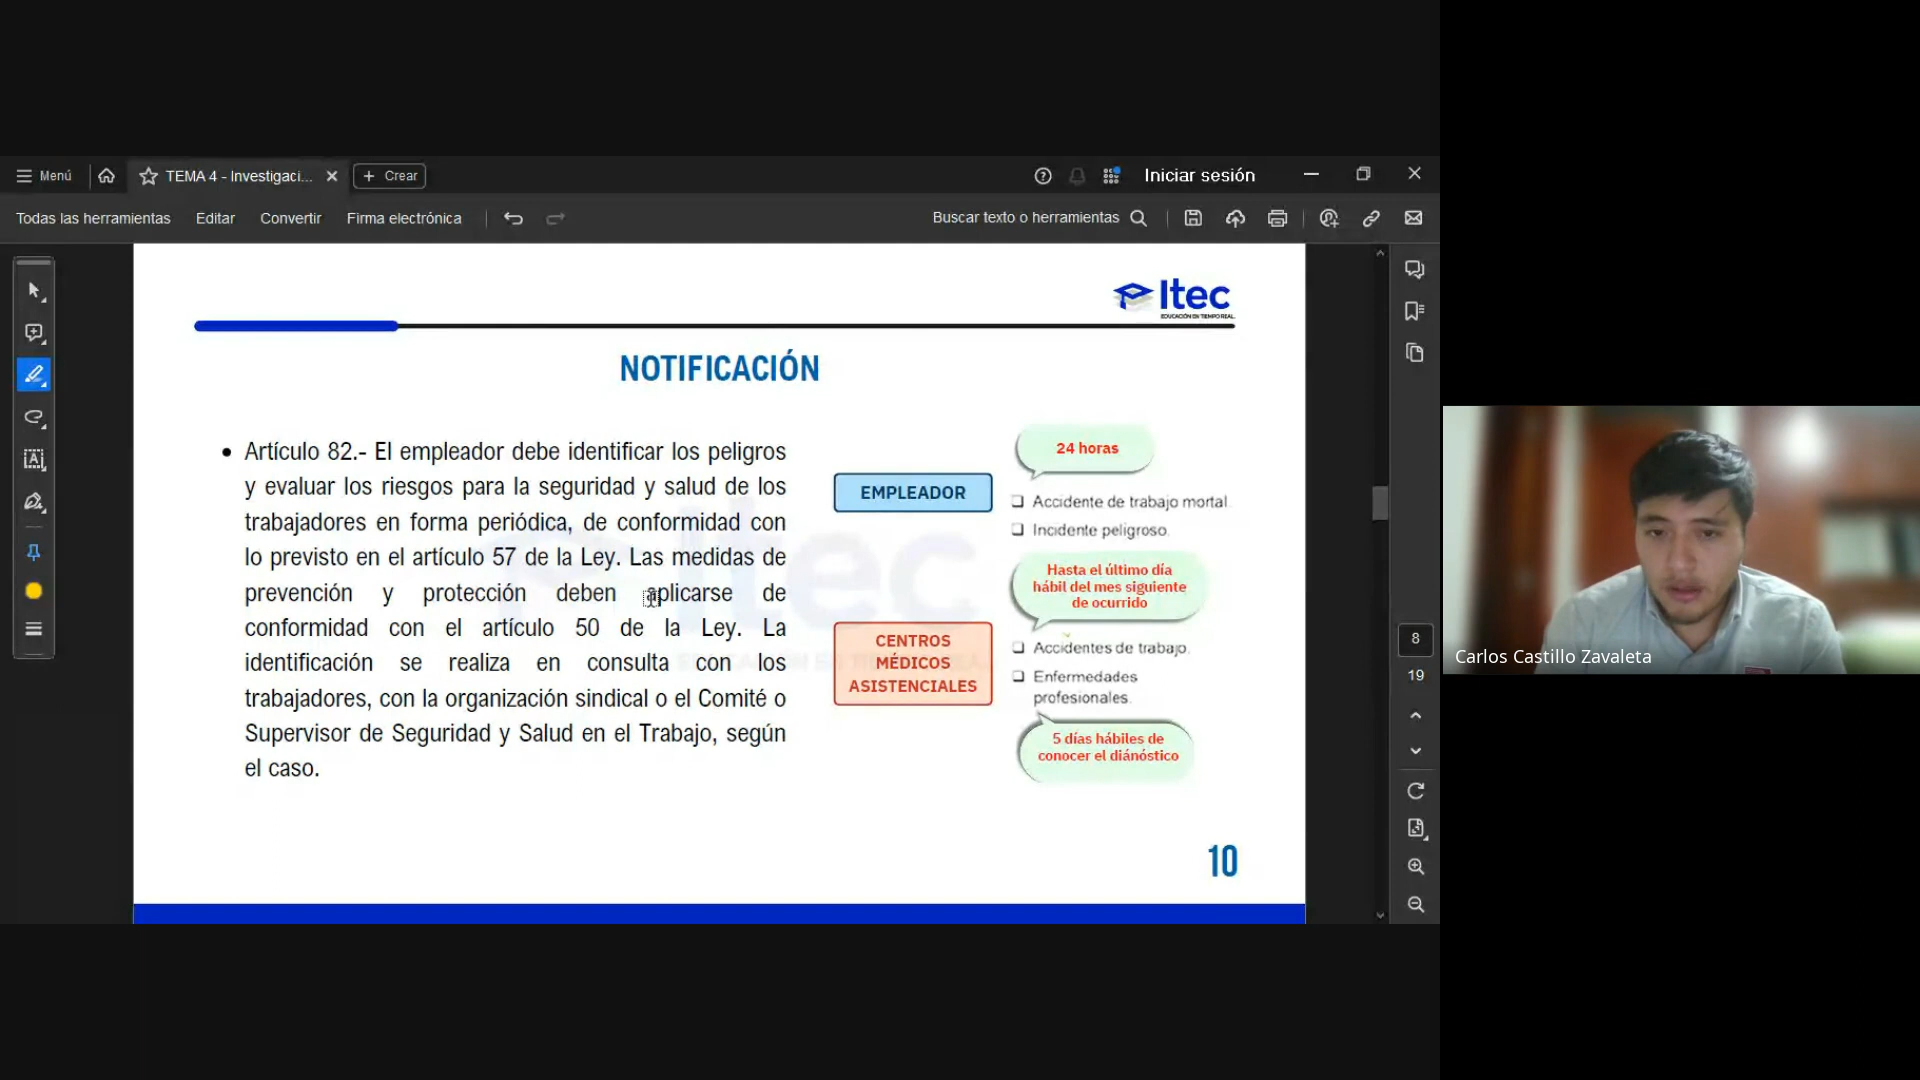 Menú
TEMA 4 - Investigaci...
Crear
Iniciar sesión
Todas las herramientas
Editar
Convertir
Firma electrónica
Buscar texto o herramientas
Itec
EDUCACIÓN EN TIEMPO REAL
NOTIFICACIÓN
• Artículo 82.- El empleador debe identificar los peligros
y evaluar los riesgos para la seguridad y salud de los
trabajadores en forma periódica, de conformidad con
lo previsto en el artículo 57 de la Ley. Las medidas de
prevención y protección deben aplicarse de
conformidad con el artículo 50 de la Ley. La
identificación se realiza en consulta con los
trabajadores, con la organización sindical o el Comité o
Supervisor de Seguridad y Salud en el Trabajo, según
el caso.
24 horas
EMPLEADOR
Accidente de trabajo mortal.
Incidente peligroso.
Hasta el último día
hábil del mes siguiente
de ocurrido
CENTROS
MÉDICOS
ASISTENCIALES
Accidentes de trabajo.
Enfermedades
profesionales.
5 días hábiles de
conocer el diánóstico
10
8
19
Carlos Castillo Zavaleta